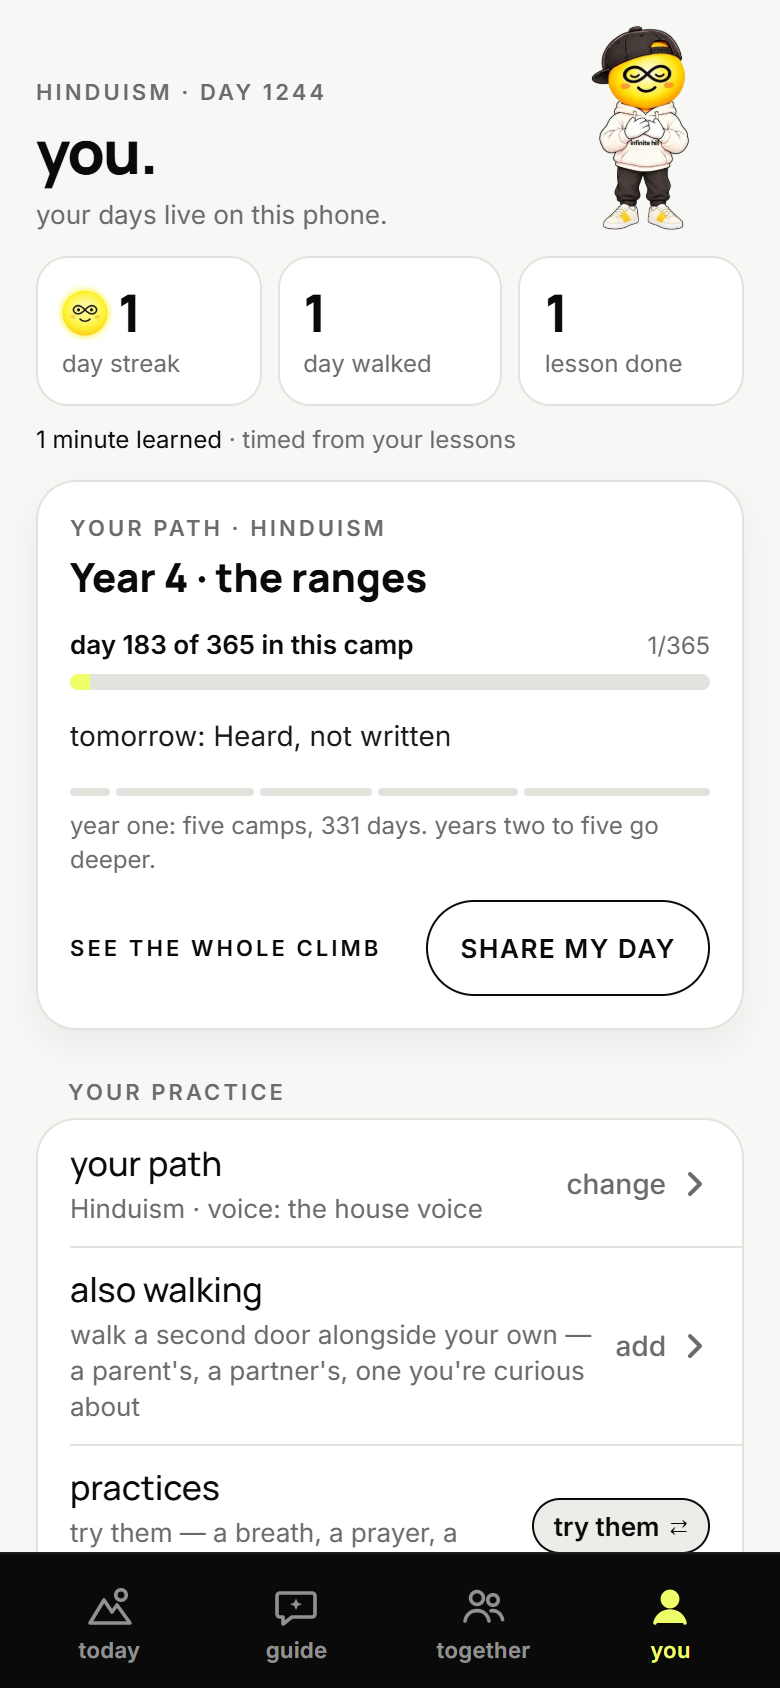 HINDUISM · DAY 1244
you.
your days live on this phone.
infinite hill
1
day streak
1
day walked
1
lesson done
1 minute learned · timed from your lessons
YOUR PATH · HINDUISM
Year 4 · the ranges
day 183 of 365 in this camp
1/365
tomorrow: Heard, not written
year one: five camps, 331 days. years two to five go
deeper.
SEE THE WHOLE CLIMB
SHARE MY DAY
YOUR PRACTICE
your path
Hinduism · voice: the house voice
change
also walking
walk a second door alongside your own —
a parent's, a partner's, one you're curious
about
add
practices
try them — a breath, a prayer, a
try them
today
guide
together
you